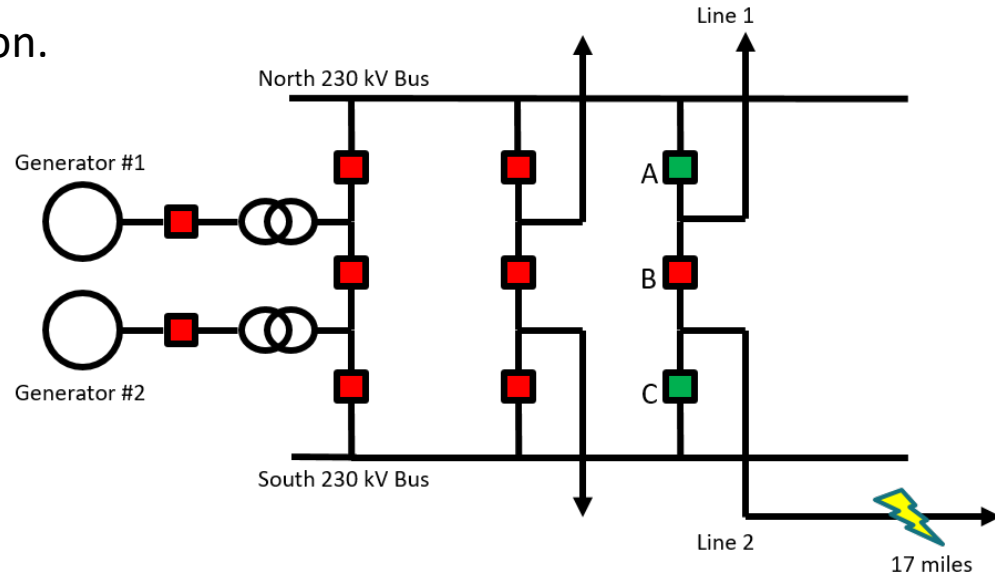 on.
Line 1
North 230 kV Bus
Generator #1
A
B
Generator #2
C
South 230 kV Bus
Line 2
17 miles